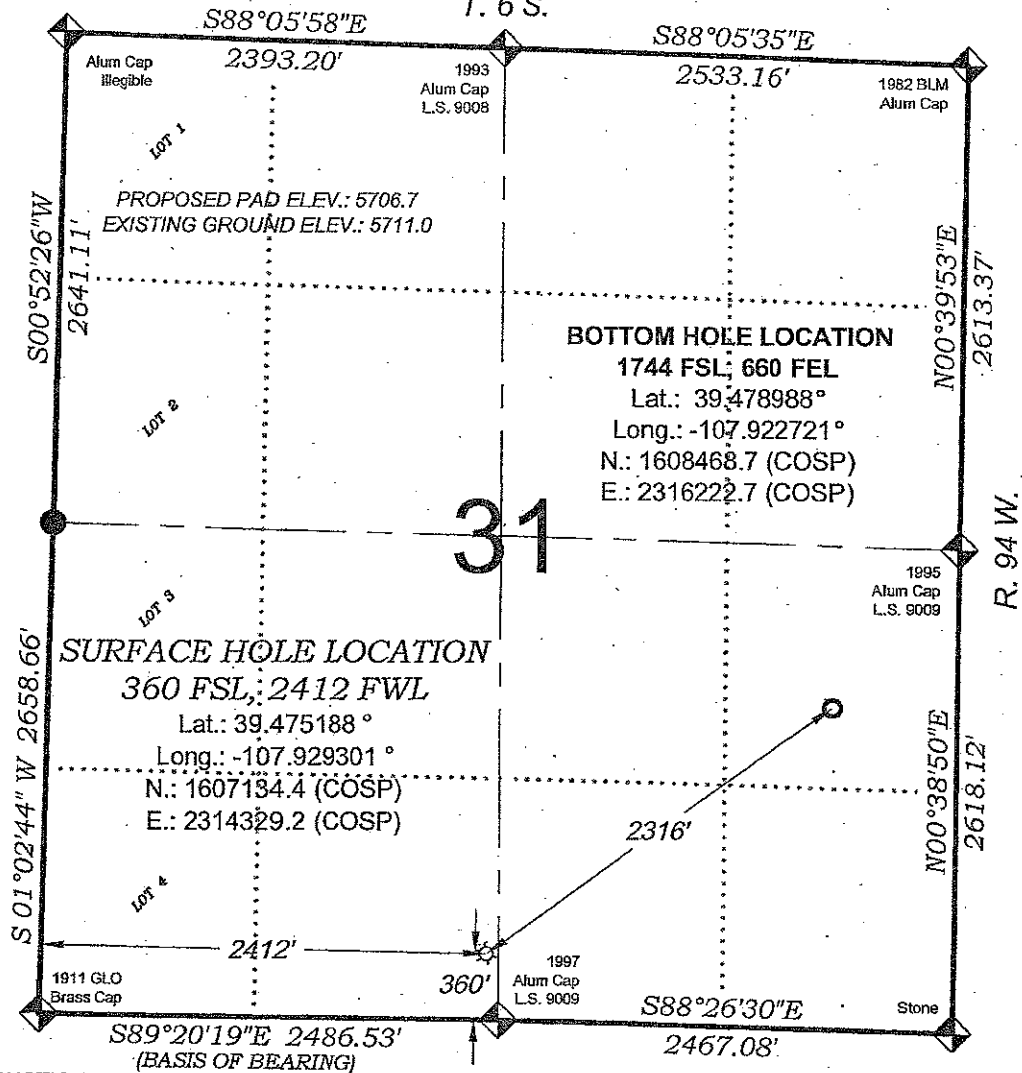 T. 6 S.
S88°05'58"E
2393.20'
S88°05'35"E
2533.16'
Alum Cap
Illegible
1993
Alum Cap
L.S. 9008
1982 BLM
Alum Cap
LOT 1
PROPOSED PAD ELEV.: 5706.7
EXISTING GROUND ELEV.: 5711.0
S00°52'26"W
2641.11'
N00°39'53"E
2613.37'
BOTTOM HOLE LOCATION
1744 FSL, 660 FEL
Lat.: 39.478988°
Long.: -107.922721°
N.: 1608468.7 (COSP)
E.: 2316222.7 (COSP)
LOT 2
31
R. 94 W.
1995
Alum Cap
L.S. 9009
LOT 3
SURFACE HOLE LOCATION
360 FSL, 2412 FWL
Lat.: 39.475188 °
Long.: -107.929301 °
N.: 1607134.4 (COSP)
E.: 2314329.2 (COSP)
S 01°02'44" W 2658.66'
N00°38'50"E
2618.12'
2316'
LOT 4
2412'
360'
1911 GLO
Brass Cap
1997
Alum Cap
L.S. 9009
Stone
S89°20'19"E 2486.53'
(BASIS OF BEARING)
S88°26'30"E
2467.08'